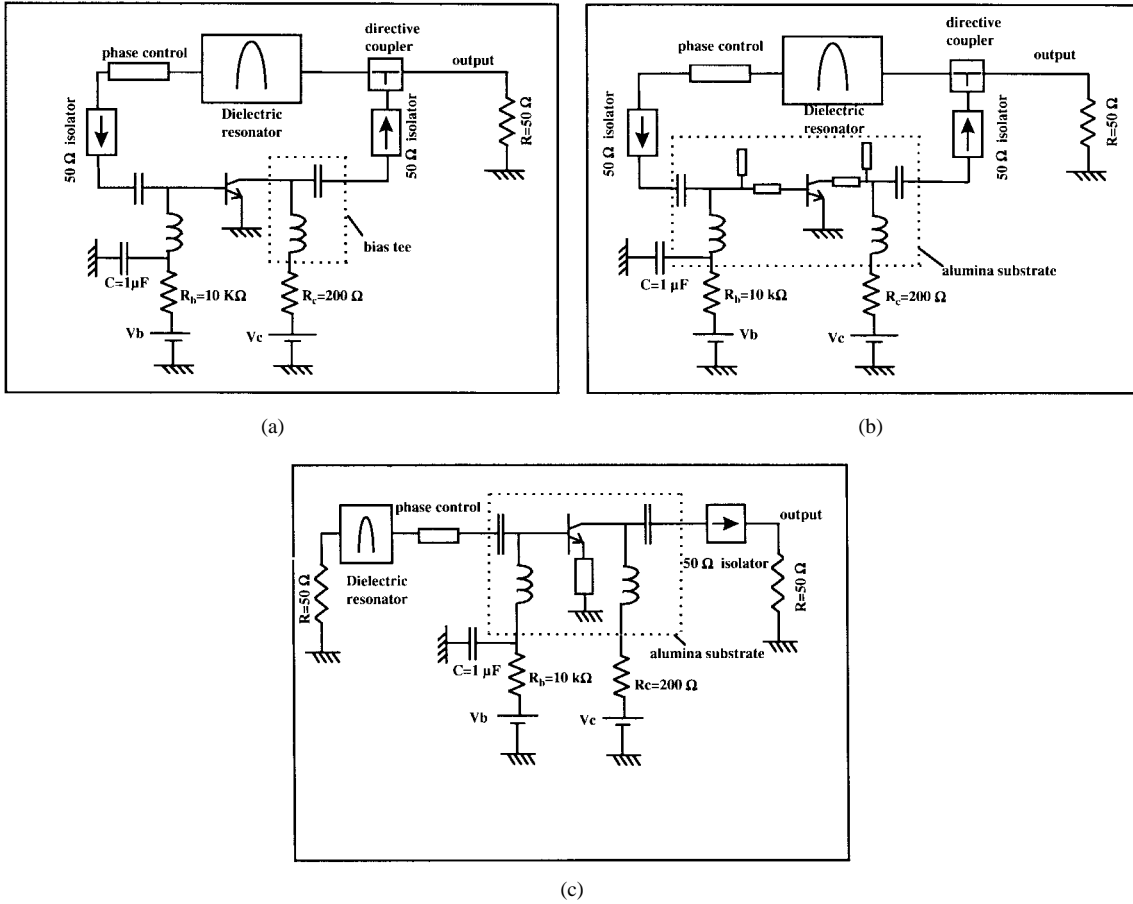 directive
coupler
phase control
output
50 Ω isolator
Dielectric
resonator
50 Ω isolator
R=50 Ω
bias tee
C=1μF
R_b=10 KΩ
R_c=200 Ω
Vb
Vc
(a)
directive
coupler
phase control
output
50 Ω isolator
Dielectric
resonator
50 Ω isolator
R=50 Ω
alumina substrate
C=1 μF
R_b=10 kΩ
R_c=200 Ω
Vb
Vc
(b)
phase control
output
R=50 Ω
Dielectric
resonator
50 Ω isolator
R=50 Ω
alumina substrate
C=1 μF
R_b=10 kΩ
Rc=200 Ω
Vb
Vc
(c)